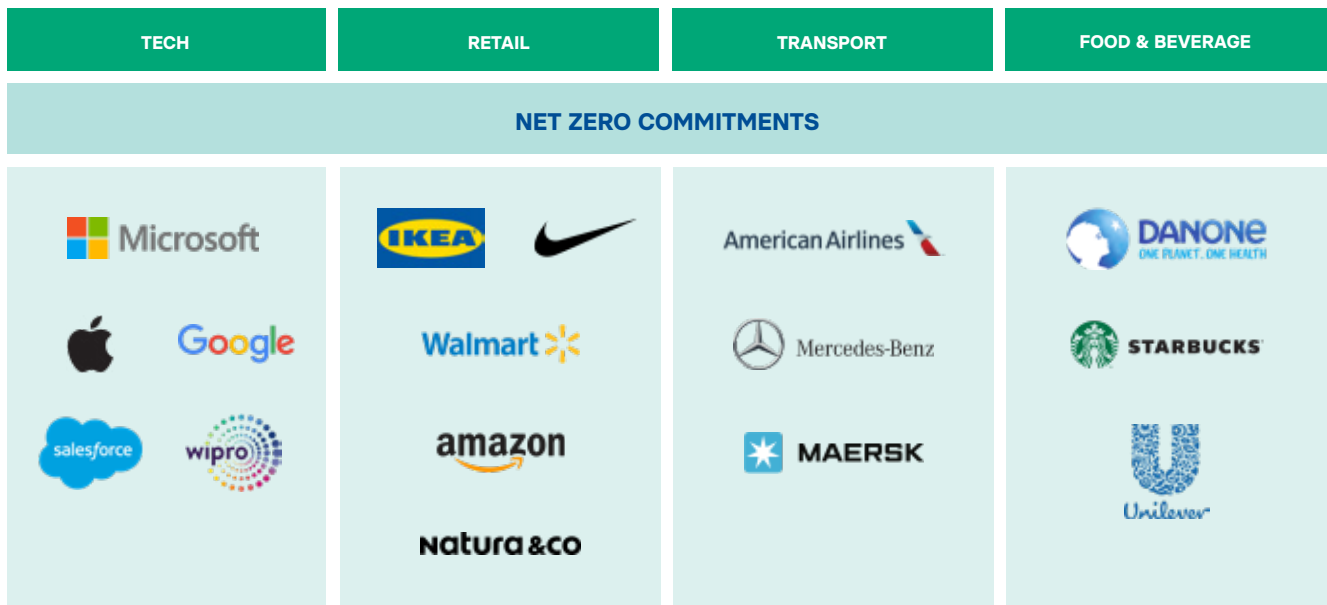 TECH
RETAIL
TRANSPORT
FOOD & BEVERAGE
NET ZERO COMMITMENTS
Microsoft
Google
salesforce
wipro
IKEA
Walmart
amazon
natura &co
American Airlines
Mercedes-Benz
MAERSK
DANONE
ONE PLANET. ONE HEALTH
STARBUCKS
Unilever